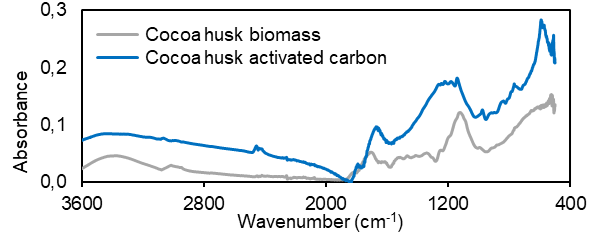 0,3
Cocoa husk biomass
Cocoa husk activated carbon
0,2
0,1
0,0
Absorbance
3600 2800 2000 1200 400
Wavenumber (cm⁻¹)